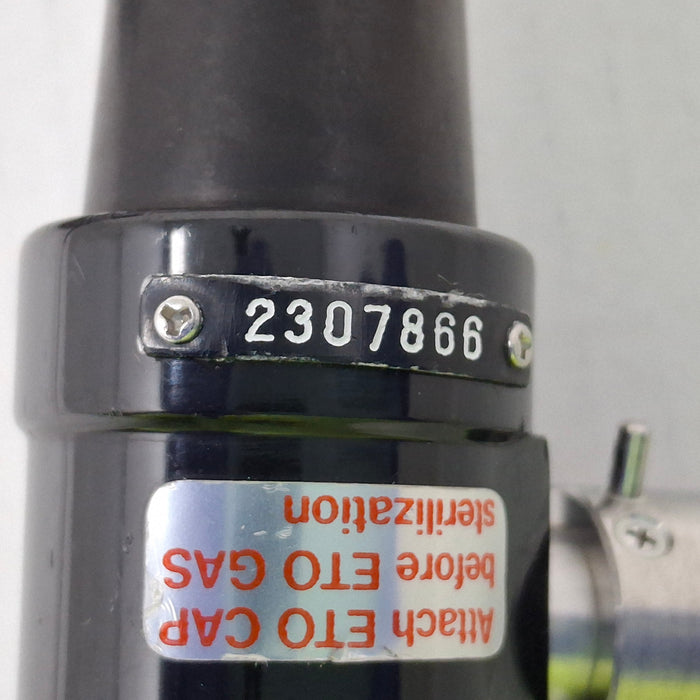 2307866
Attach ETO CAP
before ETO GAS
sterilization